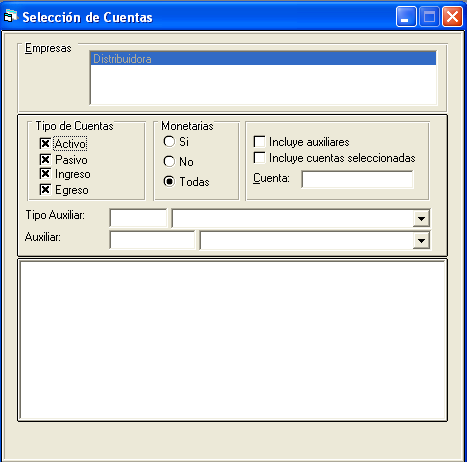 Selección de Cuentas
Empresas
Distribuidora
Tipo de Cuentas
Activo
Pasivo
Ingreso
Egreso
Monetarias
Si
No
Todas
Incluye auxiliares
Incluye cuentas seleccionadas
Cuenta:
Tipo Auxiliar:
Auxiliar: